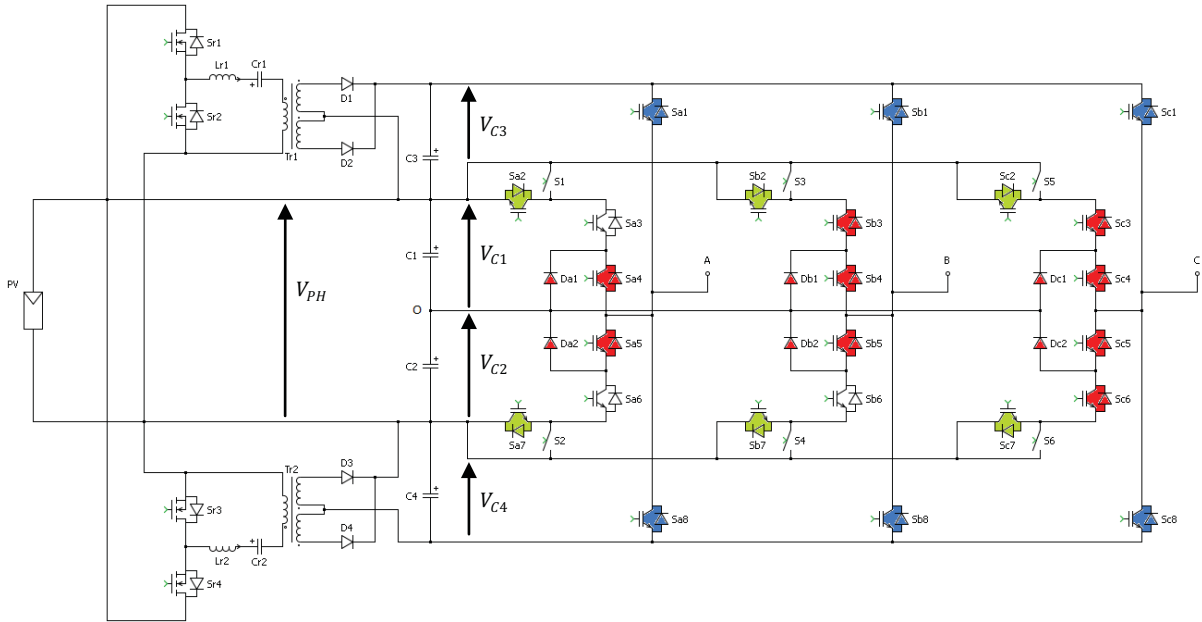 Sr1
Lr1
Cr1
+
D1
Sr2
Tr1
D2
C3
+
V_C3
Sa1
Sb1
Sc1
Sa2
S1
Sb2
S3
Sc2
S5
Sa3
Sb3
Sc3
PV
V_PH
C1
+
V_C1
Da1
Sa4
A
Db1
Sb4
B
Dc1
Sc4
C
O
C2
+
V_C2
Da2
Sa5
Db2
Sb5
Dc2
Sc5
Sa6
Sb6
Sc6
Sa7
S2
Sb7
S4
Sc7
S6
Tr2
D3
C4
+
V_C4
Sr3
D4
Sa8
Sb8
Sc8
Lr2
+
Cr2
Sr4